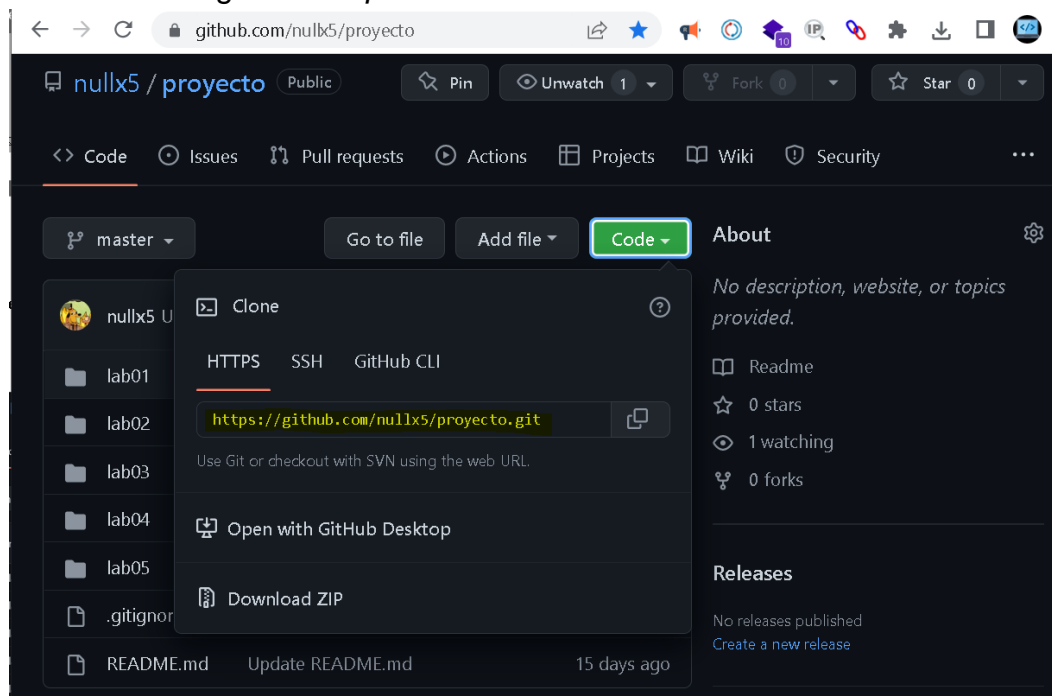 github.com/nullx5/proyecto
10
IP
nullx5 / proyecto Public Pin Unwatch 1 Fork 0 Star 0
Code Issues Pull requests Actions Projects Wiki Security
master Go to file Add file Code About
No description, website, or topics
provided.
nullx5 U
Clone
HTTPS SSH GitHub CLI
lab01
Readme
https://github.com/nullx5/proyecto.git
0 stars
lab02
1 watching
Use Git or checkout with SVN using the web URL.
lab03
0 forks
lab04
Open with GitHub Desktop
lab05
Releases
Download ZIP
.gitignor
No releases published
Create a new release
README.md Update README.md 15 days ago